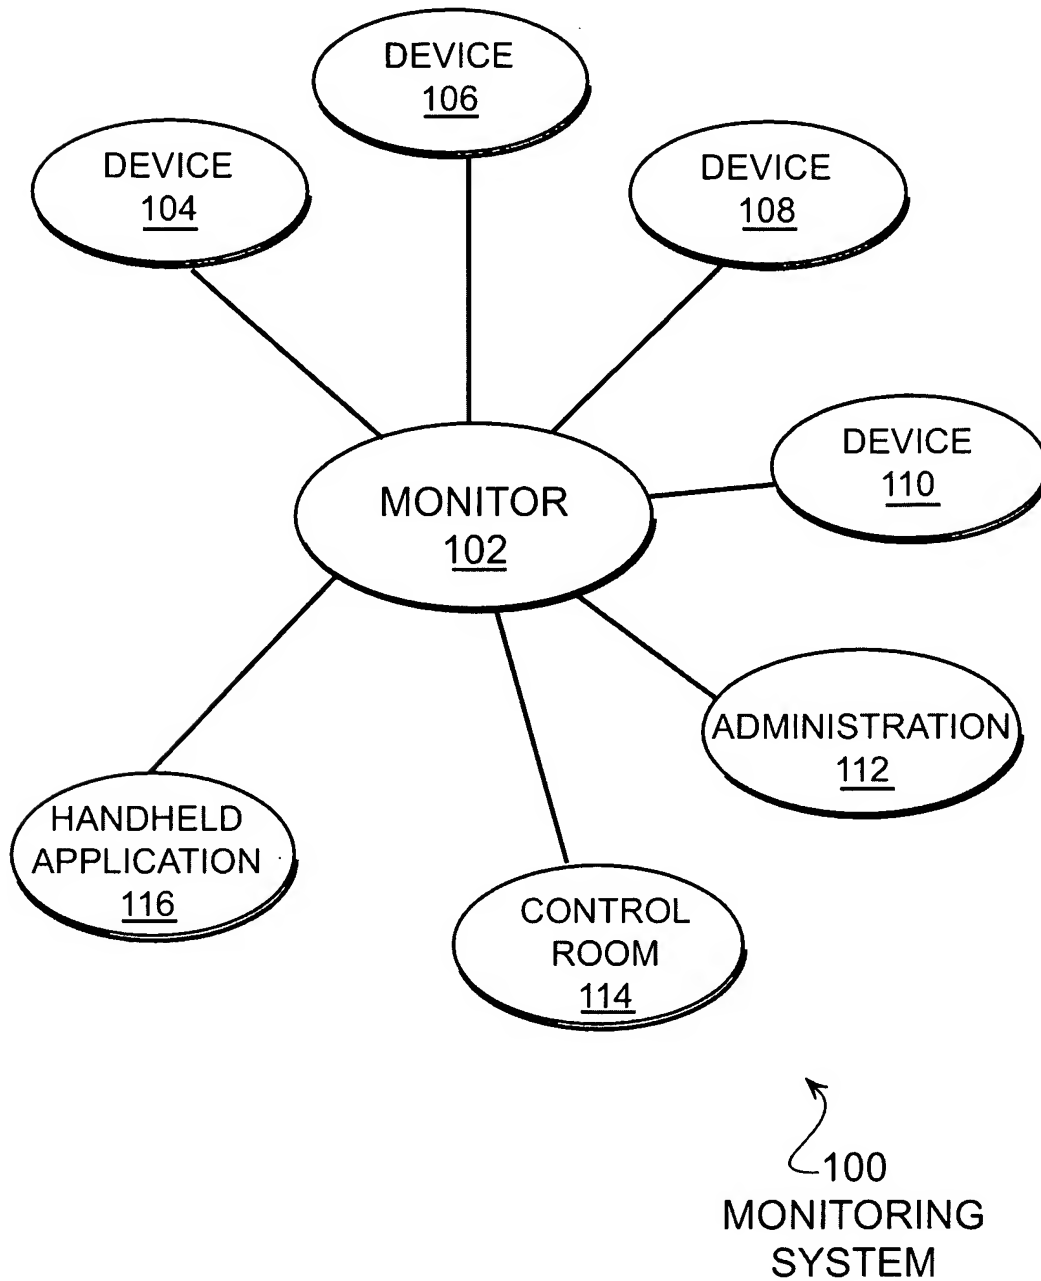 DEVICE
106
DEVICE
104
DEVICE
108
DEVICE
110
MONITOR
102
ADMINISTRATION
112
HANDHELD
APPLICATION
116
CONTROL
ROOM
114
100
MONITORING
SYSTEM